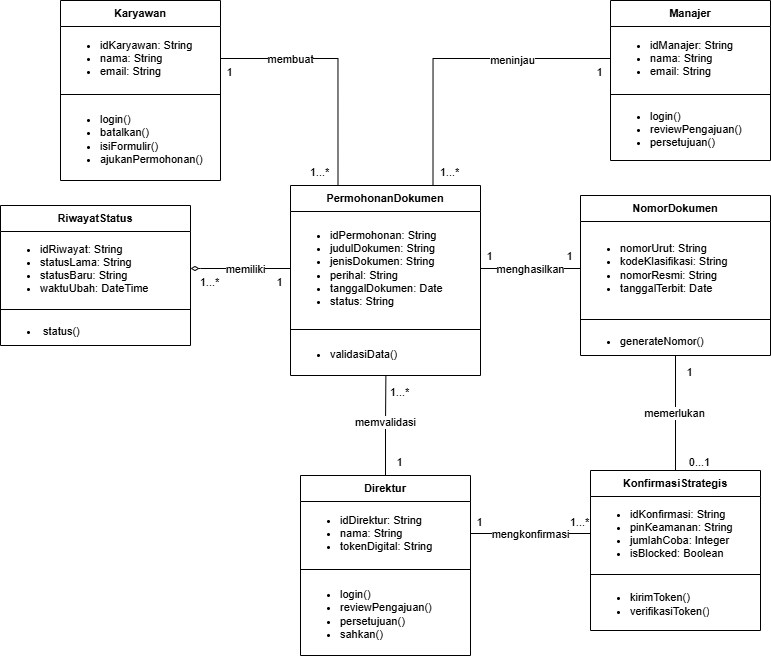 Karyawan
idKaryawan: String
nama: String
email: String
login()
batalkan()
isiFormulir()
ajukanPermohonan()
Manajer
idManajer: String
nama: String
email: String
login()
reviewPengajuan()
persetujuan()
membuat
1
1...*
meninjau
1
1...*
RiwayatStatus
idRiwayat: String
statusLama: String
statusBaru: String
waktuUbah: DateTime
status()
memiliki
1...*
1
PermohonanDokumen
idPermohonan: String
judulDokumen: String
jenisDokumen: String
perihal: String
tanggalDokumen: Date
status: String
validasiData()
1
1
menghasilkan
NomorDokumen
nomorUrut: String
kodeKlasifikasi: String
nomorResmi: String
tanggalTerbit: Date
generateNomor()
1...*
memvalidasi
1
1
memerlukan
0...1
Direktur
idDirektur: String
nama: String
tokenDigital: String
login()
reviewPengajuan()
persetujuan()
sahkan()
1
1...*
mengkonfirmasi
KonfirmasiStrategis
idKonfirmasi: String
pinKeamanan: String
jumlahCoba: Integer
isBlocked: Boolean
kirimToken()
verifikasiToken()